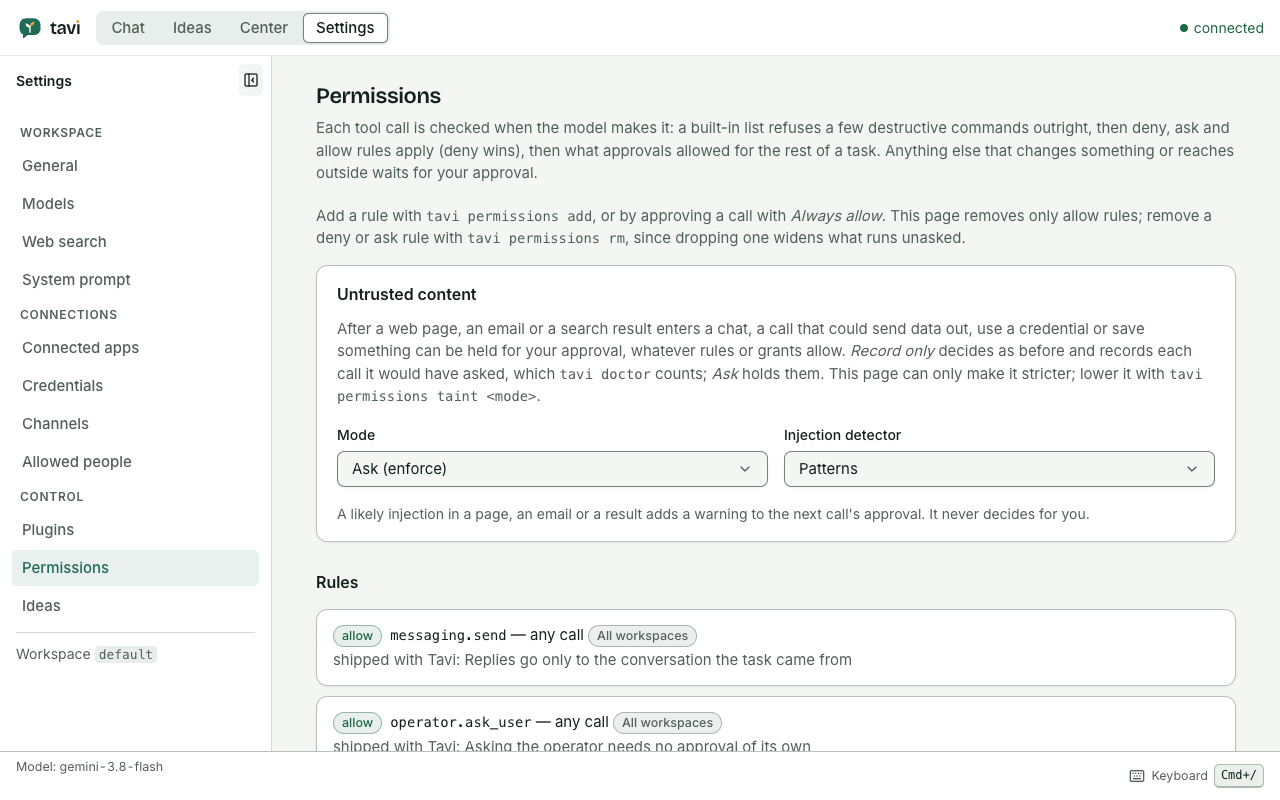 tavi
Chat
Ideas
Center
Settings
connected
Settings
WORKSPACE
General
Models
Web search
System prompt
CONNECTIONS
Connected apps
Credentials
Channels
Allowed people
CONTROL
Plugins
Permissions
Ideas
Workspace default
Permissions
Each tool call is checked when the model makes it: a built-in list refuses a few destructive commands outright, then deny, ask and
allow rules apply (deny wins), then what approvals allowed for the rest of a task. Anything else that changes something or reaches
outside waits for your approval.
Add a rule with tavi permissions add, or by approving a call with Always allow. This page removes only allow rules; remove a
deny or ask rule with tavi permissions rm, since dropping one widens what runs unasked.
Untrusted content
After a web page, an email or a search result enters a chat, a call that could send data out, use a credential or save
something can be held for your approval, whatever rules or grants allow. Record only decides as before and records each
call it would have asked, which tavi doctor counts; Ask holds them. This page can only make it stricter; lower it with tavi
permissions taint <mode>.
Mode
Ask (enforce)
Injection detector
Patterns
A likely injection in a page, an email or a result adds a warning to the next call's approval. It never decides for you.
Rules
allow messaging.send — any call All workspaces
shipped with Tavi: Replies go only to the conversation the task came from
allow operator.ask_user — any call All workspaces
shipped with Tavi: Asking the operator needs no approval of its own
Model: gemini-3.8-flash
Keyboard Cmd+/